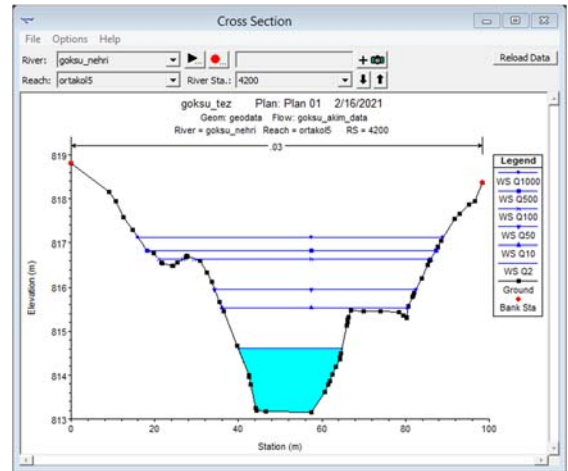 Cross Section
File Options Help
River: goksu_nehri
Reload Data
Reach: ortakol5 River Sta.: 4200
goksu_tez Plan: Plan 01 2/16/2021
Geom: geodata Flow: goksu_akim_data
River = goksu_nehri Reach = ortakol5 RS = 4200
.03
Legend
WS Q1000
WS Q500
WS Q100
WS Q50
WS Q10
WS Q2
Ground
Bank Sta
819
818
817
816
815
814
813
Elevation (m)
0 20 40 60 80 100
Station (m)